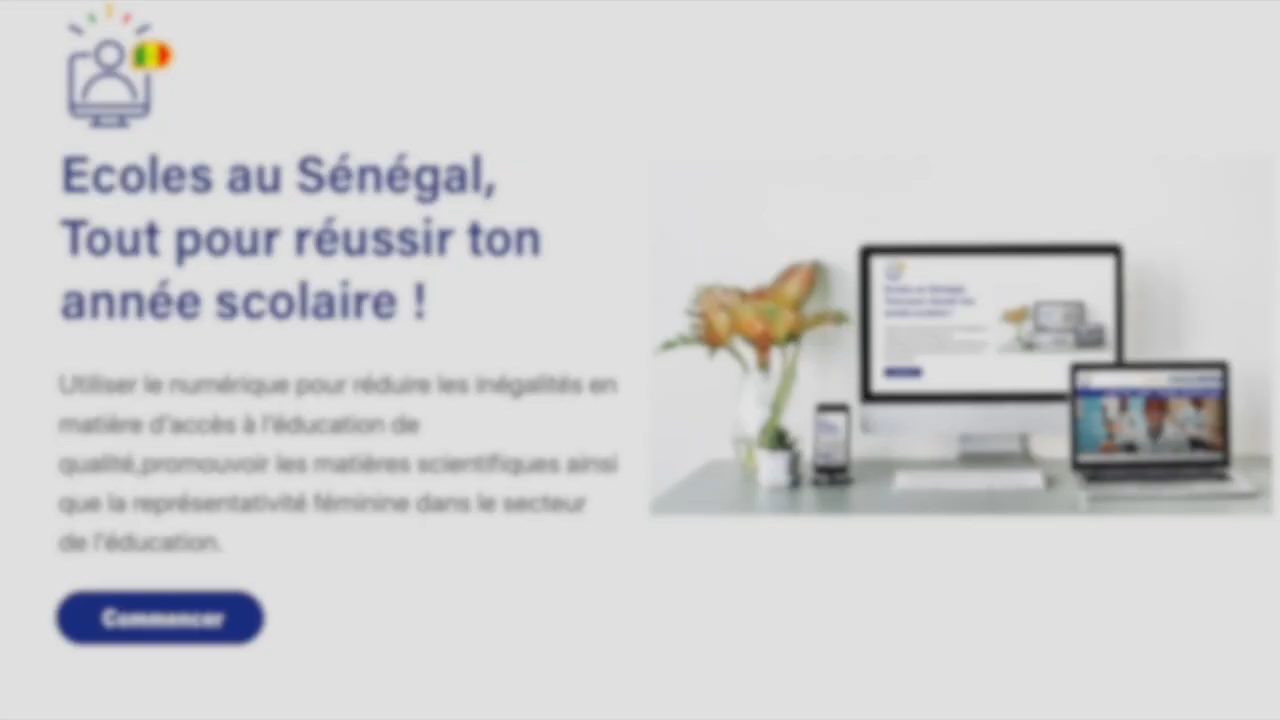 Ecoles au Sénégal,
Tout pour réussir ton
année scolaire !
Utiliser le numérique pour réduire les inégalités en
matière d'accès à l'éducation de
qualité,promouvoir les matières scientifiques ainsi
que la représentativité féminine dans le secteur
de l'éducation.
Commencer